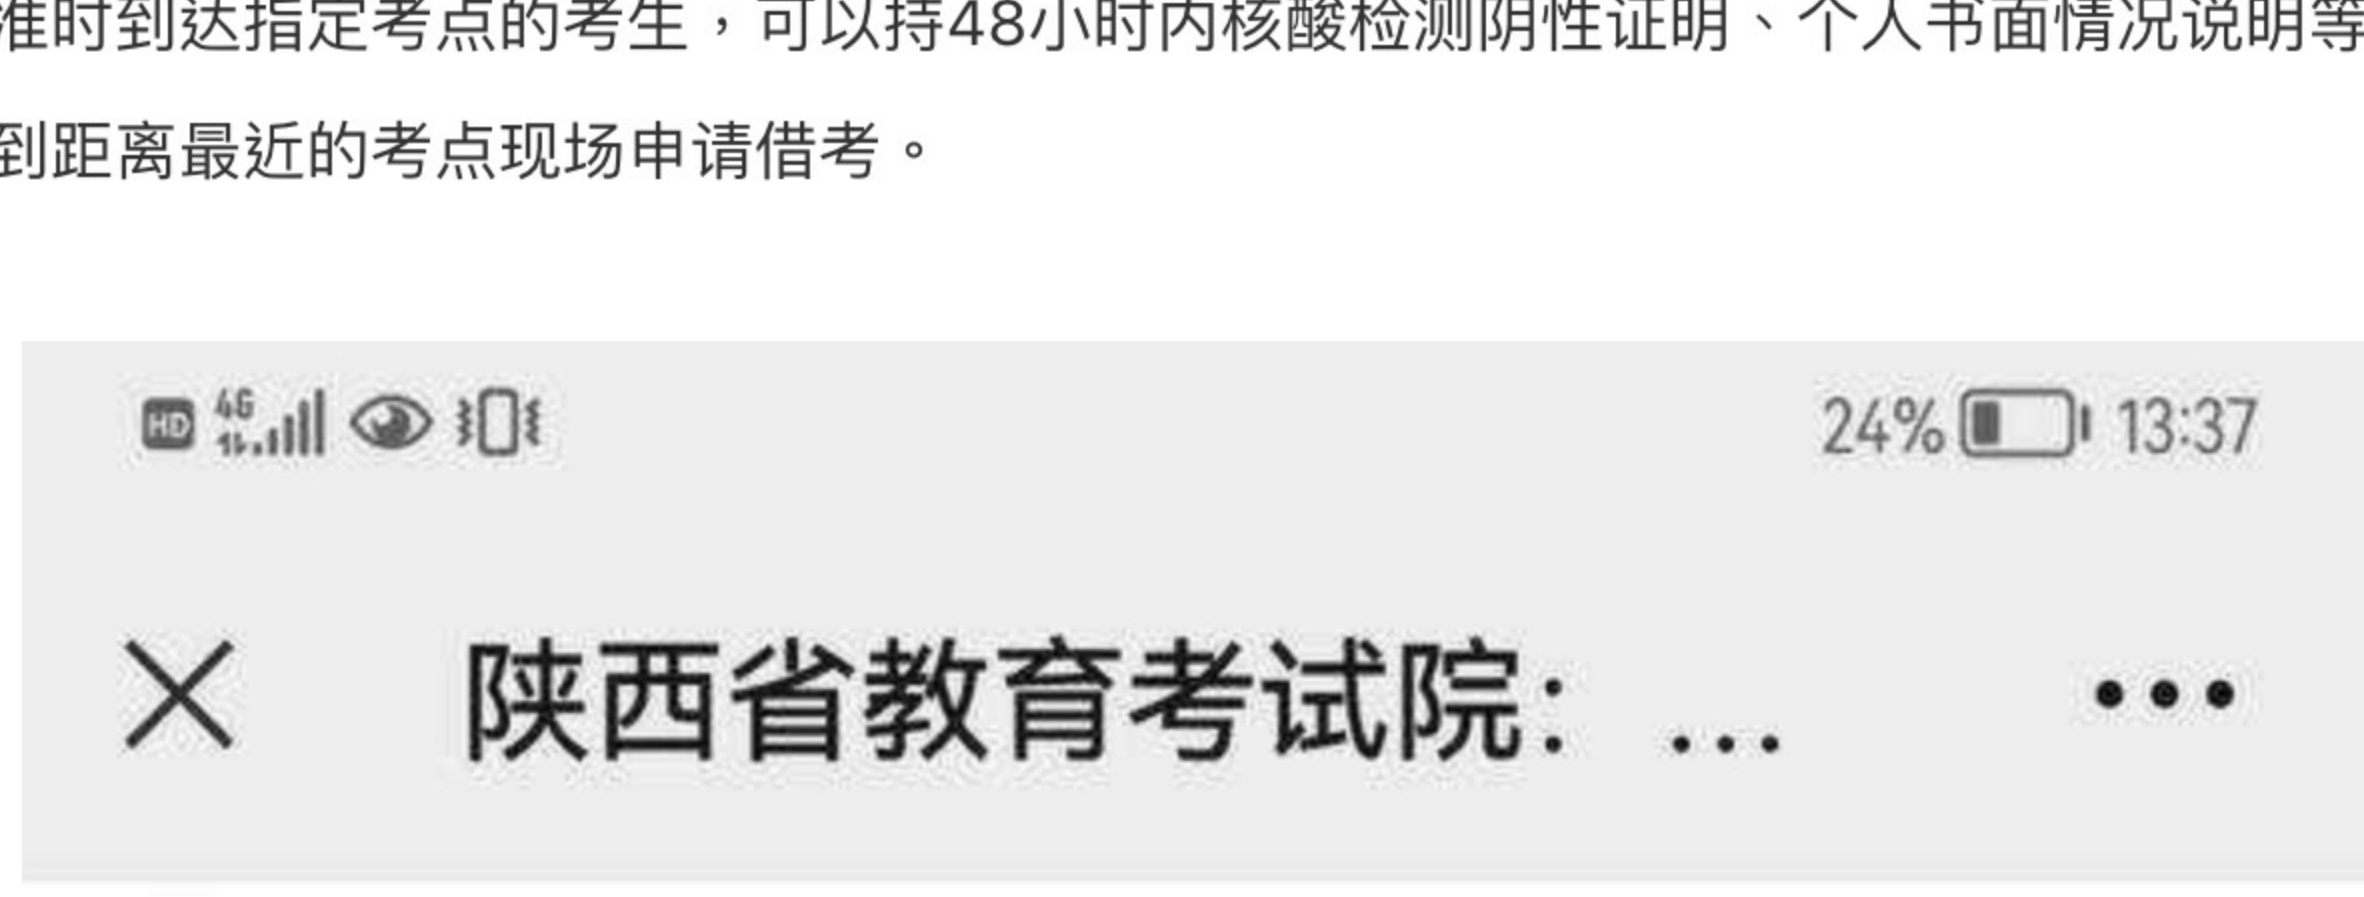 准时到达指定考点的考生，可以持48小时内核酸检测阴性证明、个人书面情况说明等
到距离最近的考点现场申请借考。
HD 4G 24% 13:37
陕西省教育考试院：...